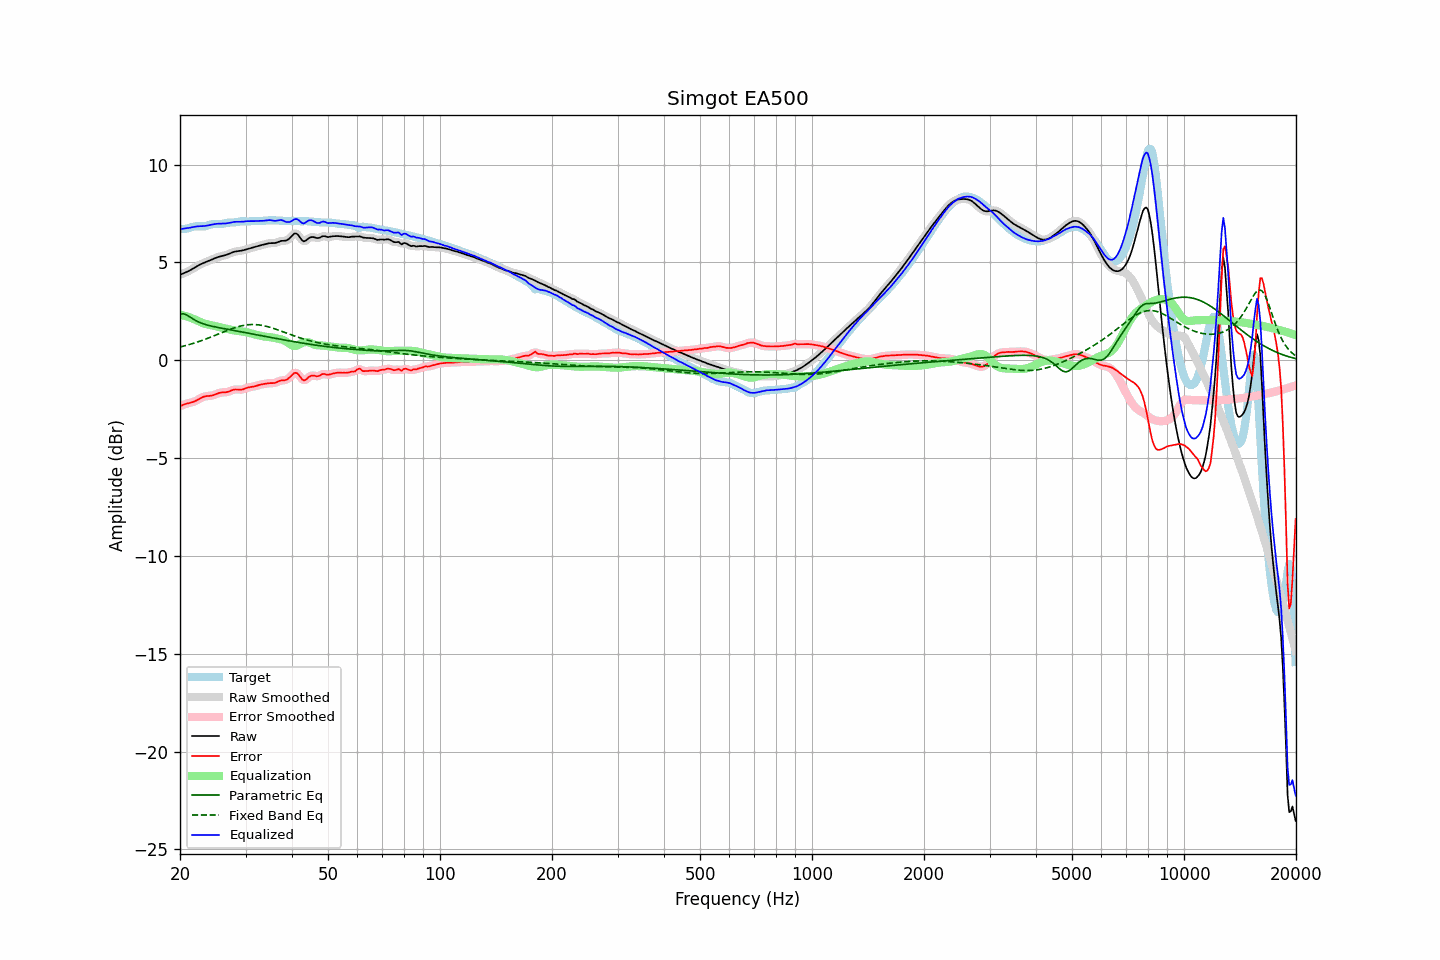 Simgot EA500
Amplitude (dBr)
10
5
0
−5
−10
−15
−20
−25
Target
Raw Smoothed
Error Smoothed
Raw
Error
Equalization
Parametric Eq
Fixed Band Eq
Equalized
20 50 100 200 500 1000 2000 5000 10000 20000
Frequency (Hz)